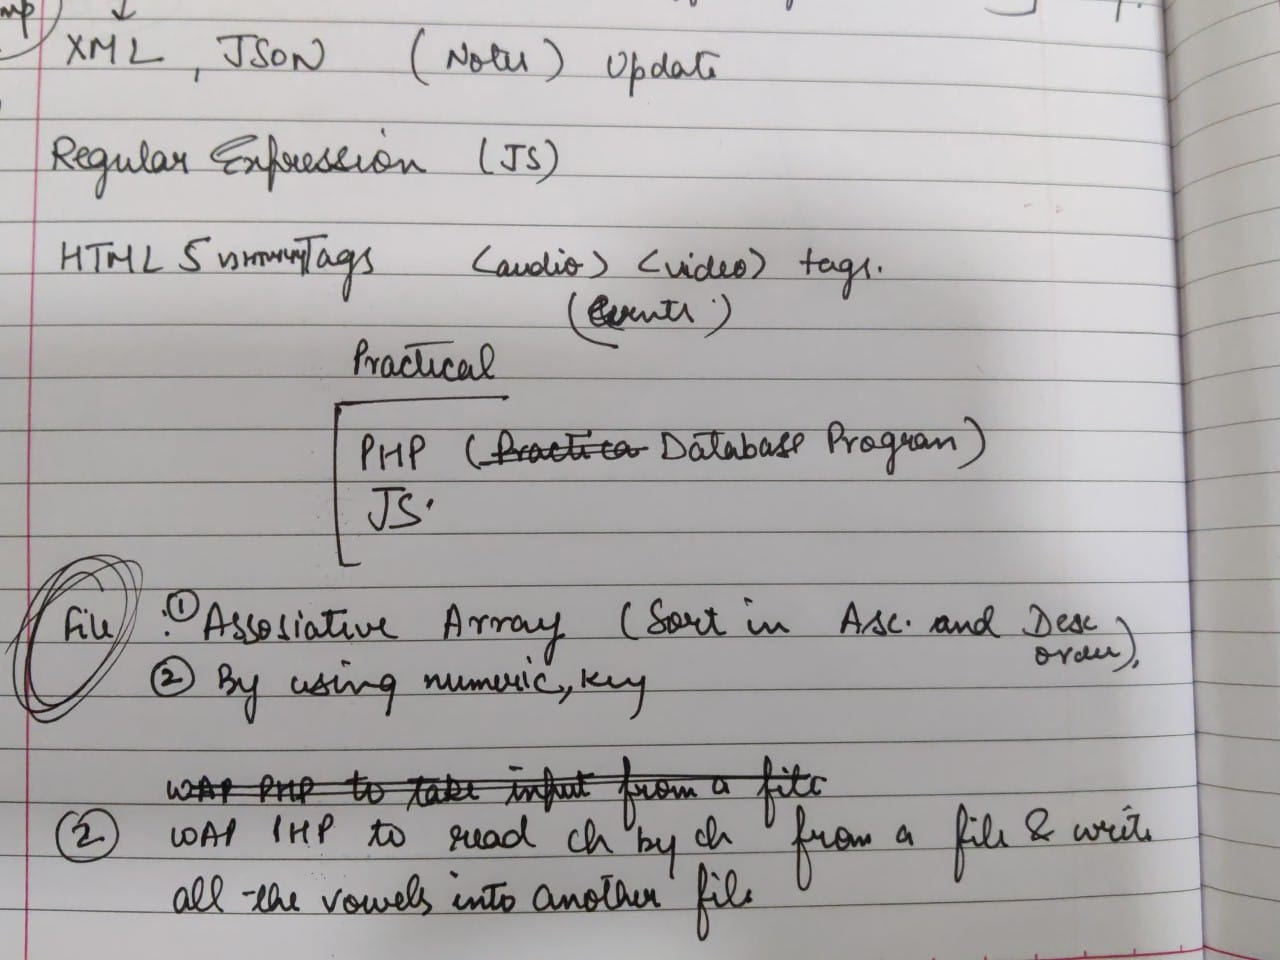 mp
XML, JSON (Notes) Update
Regular Expression (JS)
HTML 5 Tags <audio> <video> tags.
(Events)
Practical
PHP (Practica Database Program)
JS.
File :① Assosiative Array (Sort in Asc. and Desc
order),
② By using numeric, key
WAP PHP to take input from a file
② WAP PHP to read ch by ch from a file & write
all the vowels into another file